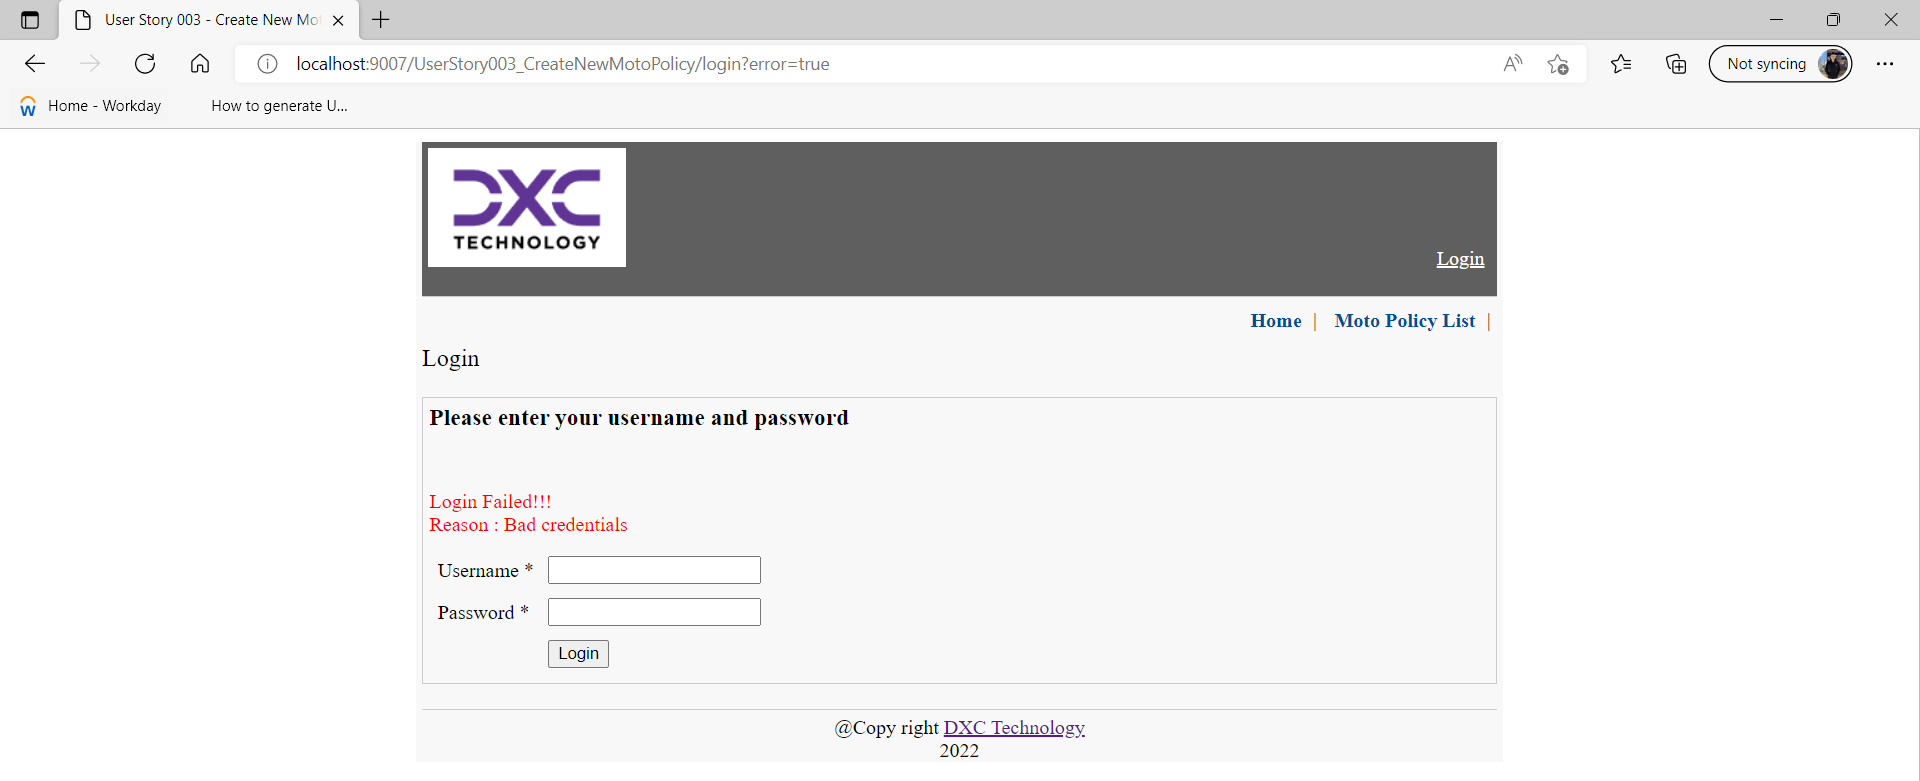 User Story 003 - Create New Mo
localhost:9007/UserStory003_CreateNewMotoPolicy/login?error=true
Not syncing
Home - Workday
How to generate U...
DXC
TECHNOLOGY
Login
Home |
Moto Policy List |
Login
Please enter your username and password
Login Failed!!!
Reason : Bad credentials
Username *
Password *
Login
@Copy right DXC Technology
2022